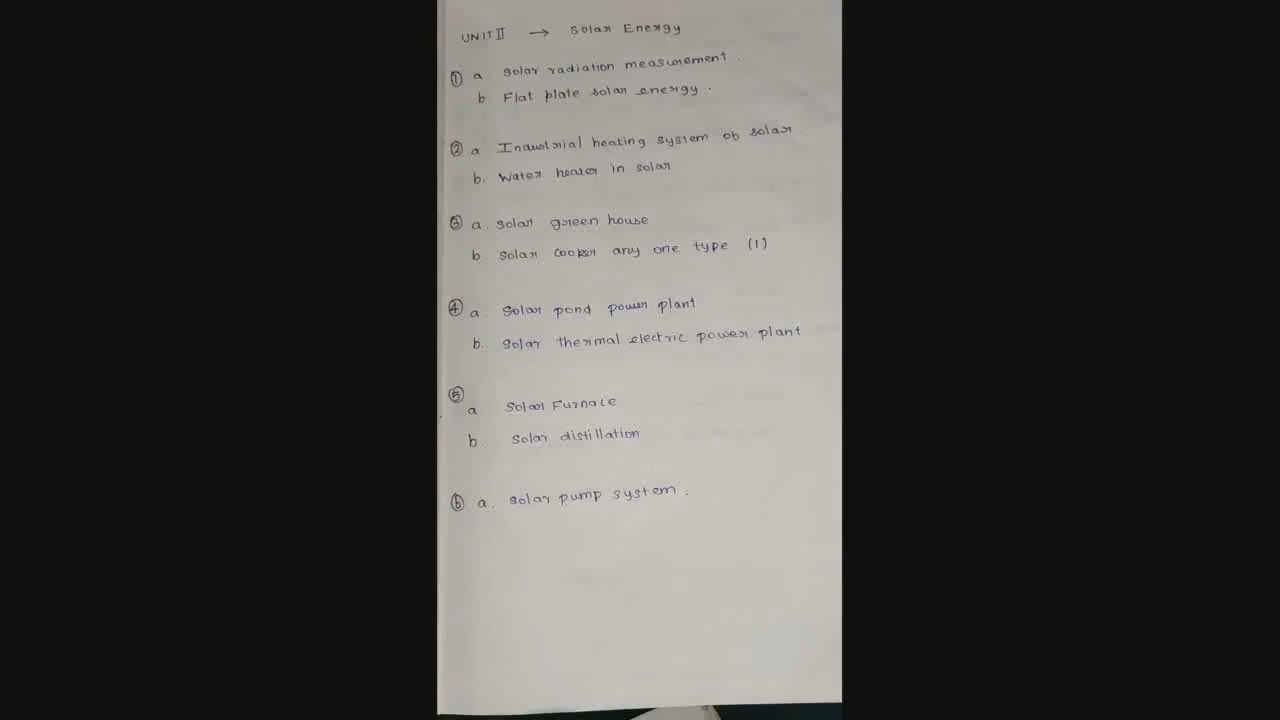 UNIT II → Solar Energy
① a Solar radiation measurement.
b Flat plate solar energy.
② a Industrial heating system of solar
b. Water heater in solar
③ a. Solar green house
b. Solar cooker any one type (1)
④ a. Solar pond power plant
b. Solar thermal electric power plant
⑤
a Solar Furnace
b Solar distillation
⑥ a. Solar pump system.